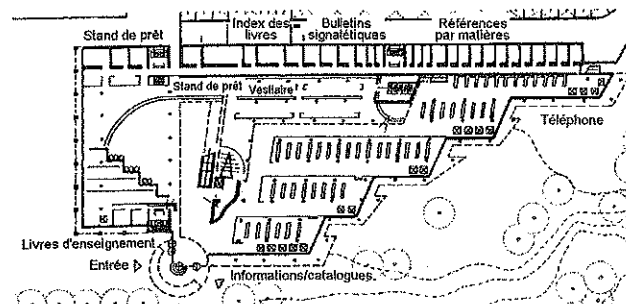 Index des
livres
Bulletins
signalétiques
Références
par matières
Stand de prêt
Stand de prêt
Vestiaire
Téléphone
Livres d'enseignement
Entrée
Informations/catalogues